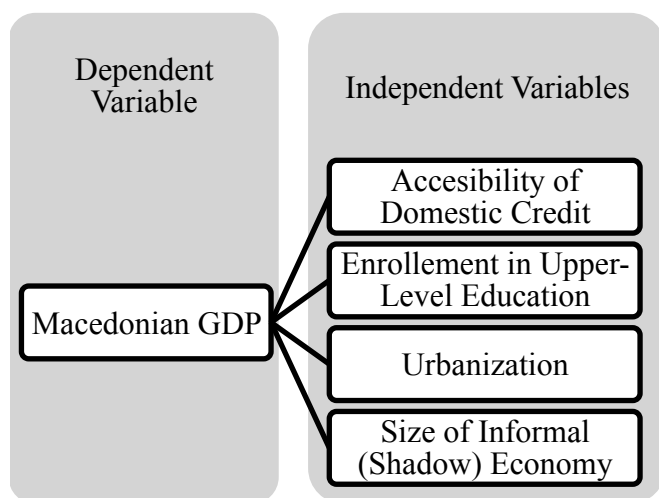 Dependent
Variable
Independent Variables
Macedonian GDP
Accesibility of
Domestic Credit
Enrollement in Upper-
Level Education
Urbanization
Size of Informal
(Shadow) Economy